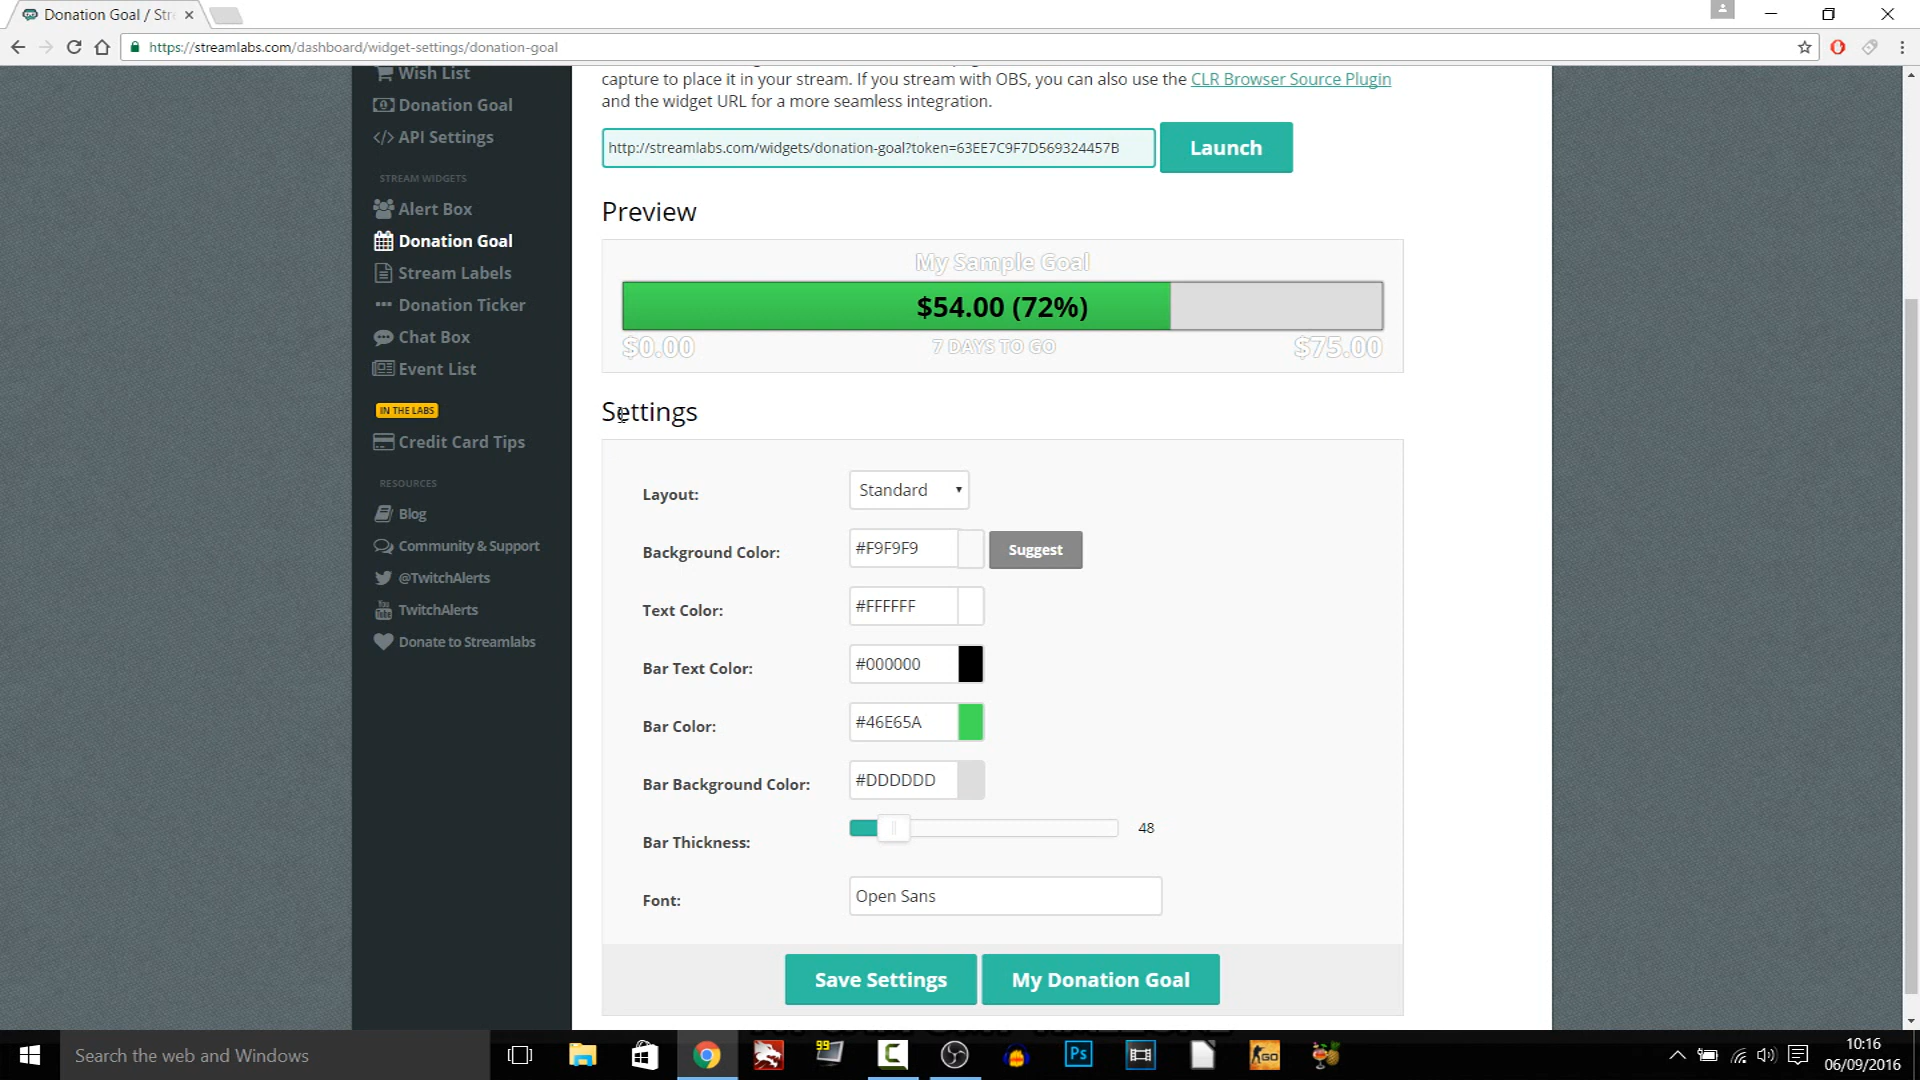 Donation Goal / Str
https://streamlabs.com/dashboard/widget-settings/donation-goal
Wish List
Donation Goal
API Settings
STREAM WIDGETS
Alert Box
Donation Goal
Stream Labels
Donation Ticker
Chat Box
Event List
IN THE LABS
Credit Card Tips
RESOURCES
Blog
Community & Support
@TwitchAlerts
You
Tube
TwitchAlerts
Donate to Streamlabs
capture to place it in your stream. If you stream with OBS, you can also use the CLR Browser Source Plugin
and the widget URL for a more seamless integration.
http://streamlabs.com/widgets/donation-goal?token=63EE7C9F7D569324457B
Launch
Preview
My Sample Goal
$54.00 (72%)
$0.00 7 DAYS TO GO $75.00
Settings
Layout: Standard
Background Color: #F9F9F9 Suggest
Text Color: #FFFFFF
Bar Text Color: #000000
Bar Color: #46E65A
Bar Background Color: #DDDDDD
Bar Thickness: 48
Font: Open Sans
Save Settings My Donation Goal
Search the web and Windows
99
Ps
GO
10:16
06/09/2016